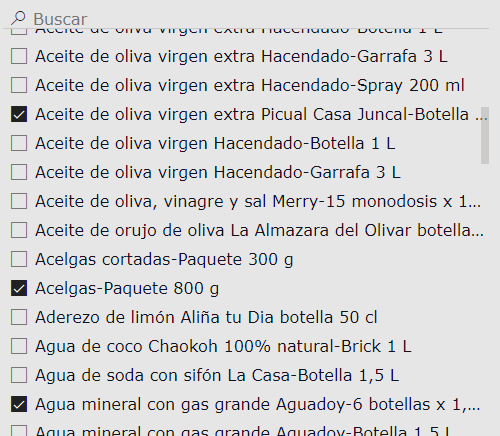 Buscar
Aceite de oliva virgen extra Hacendado-Botella 1 L
Aceite de oliva virgen extra Hacendado-Garrafa 3 L
Aceite de oliva virgen extra Hacendado-Spray 200 ml
Aceite de oliva virgen extra Picual Casa Juncal-Botella ...
Aceite de oliva virgen Hacendado-Botella 1 L
Aceite de oliva virgen Hacendado-Garrafa 3 L
Aceite de oliva, vinagre y sal Merry-15 monodosis x 1...
Aceite de orujo de oliva La Almazara del Olivar botella...
Acelgas cortadas-Paquete 300 g
Acelgas-Paquete 800 g
Aderezo de limón Aliña tu Dia botella 50 cl
Agua de coco Chaokoh 100% natural-Brick 1 L
Agua de soda con sifón La Casa-Botella 1,5 L
Agua mineral con gas grande Aguadoy-6 botellas x 1,...
Agua mineral con gas grande Aguadoy-Botella 1,5 L